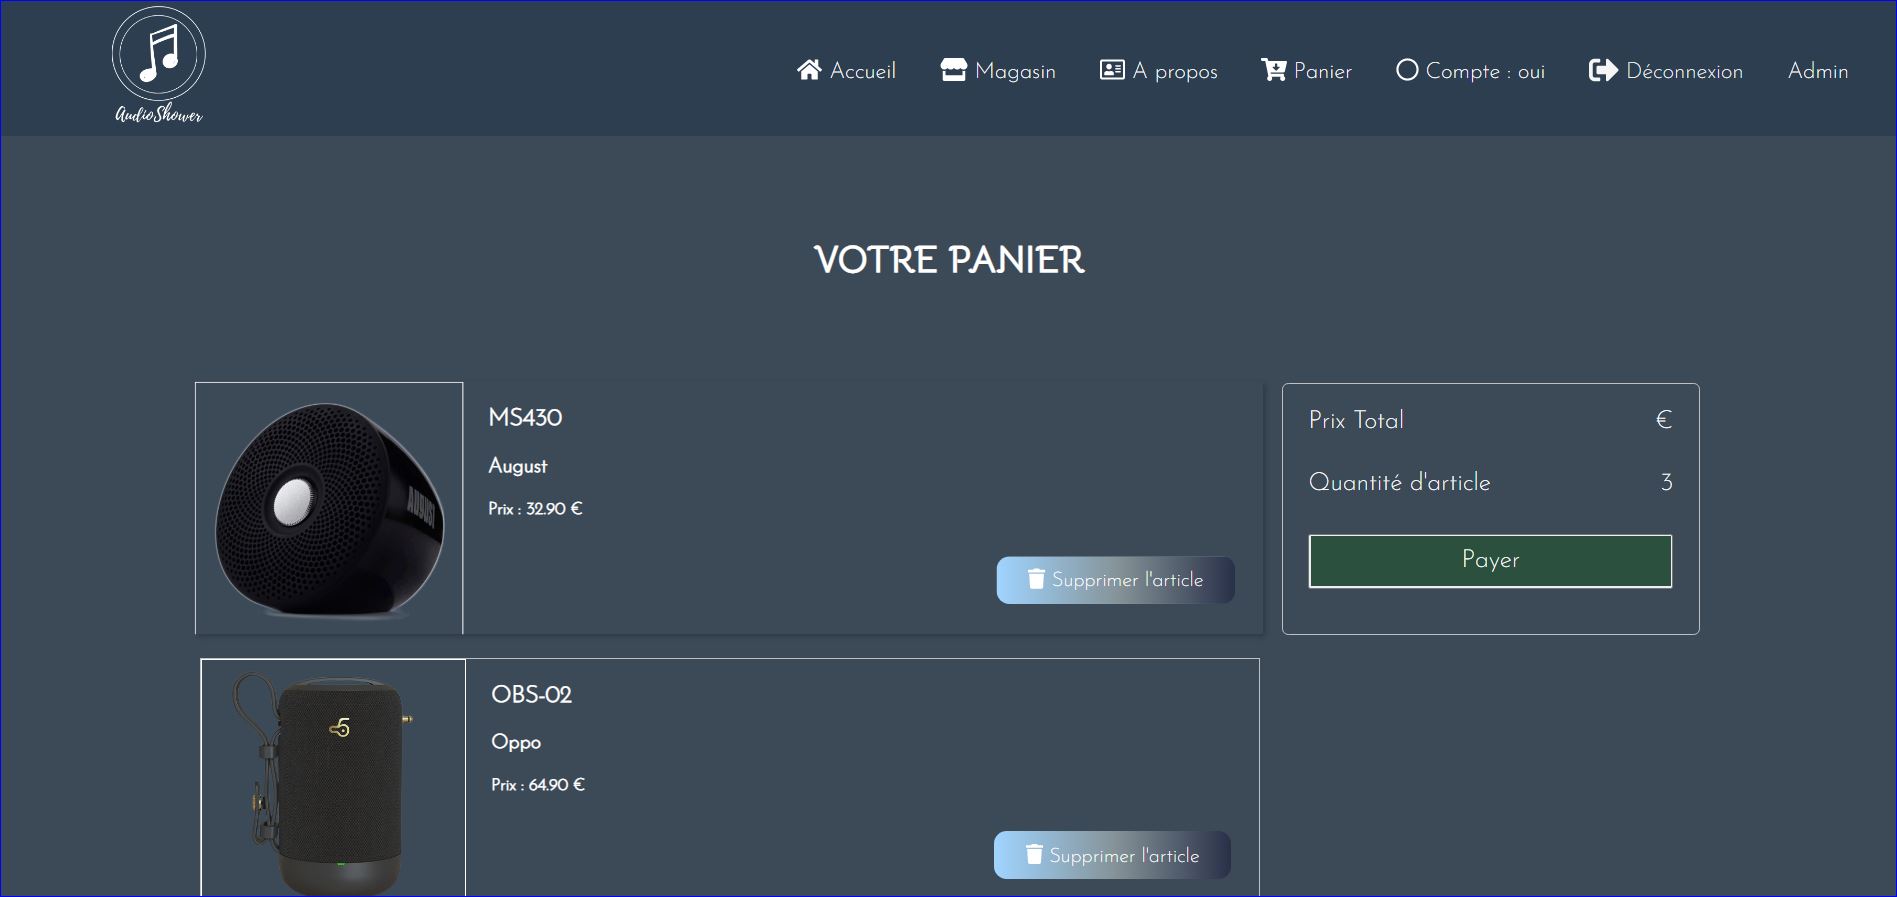 AudioShower
Accueil
Magasin
A propos
Panier
Compte : oui
Déconnexion
Admin
VOTRE PANIER
MS430
August
Prix : 32.90 €
AUGUST
Supprimer l'article
Prix Total €
Quantité d'article 3
Payer
OBS-02
Oppo
Prix : 64.90 €
Supprimer l'article